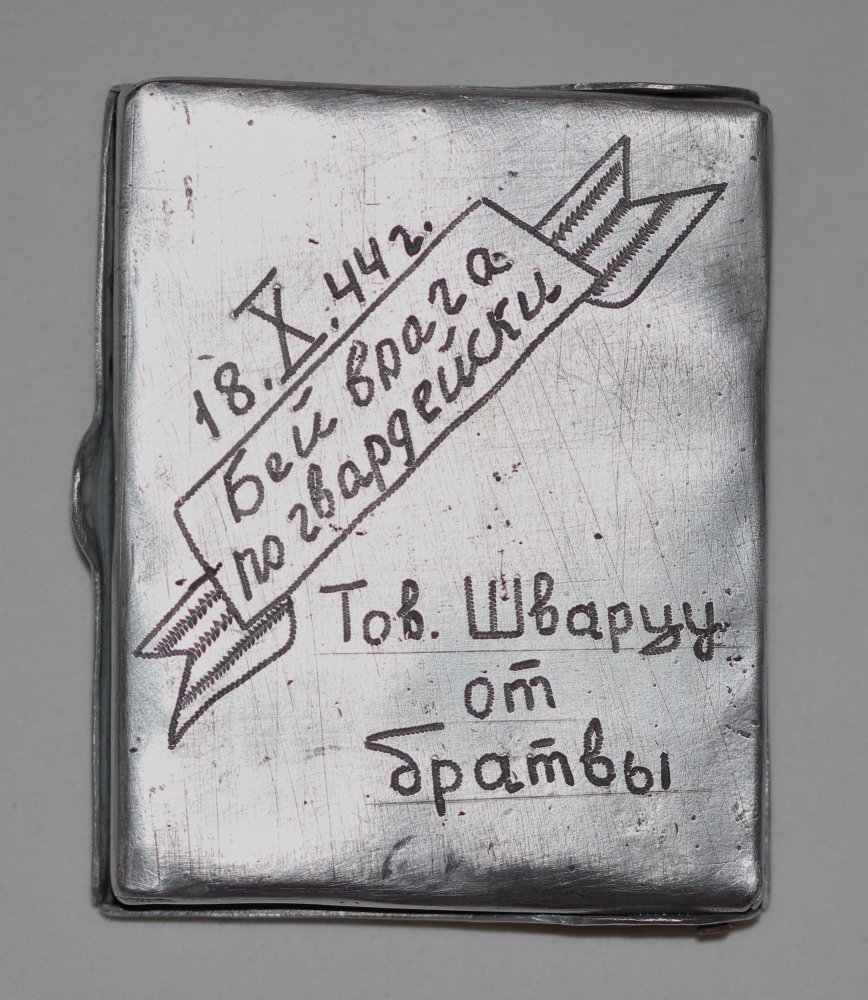 18.X.44г.
Бей врага
по гвардейски
Тов. Шварцу
от
братвы